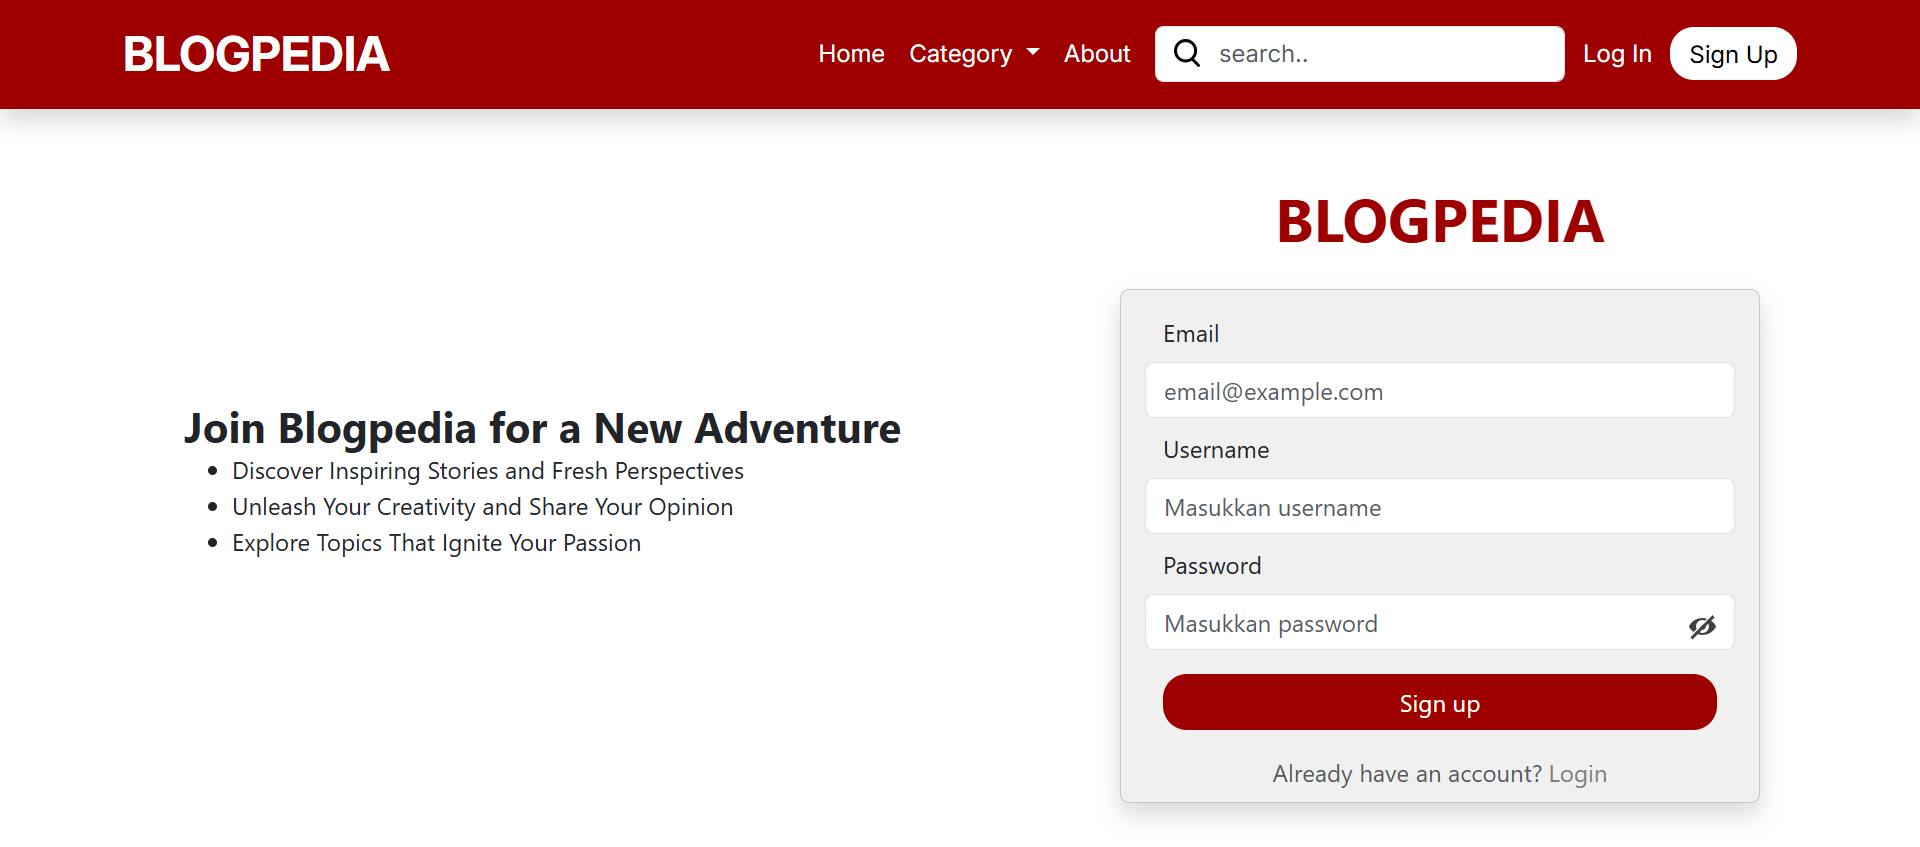 BLOGPEDIA
Home Category About search.. Log In Sign Up
BLOGPEDIA
Join Blogpedia for a New Adventure
Discover Inspiring Stories and Fresh Perspectives
Unleash Your Creativity and Share Your Opinion
Explore Topics That Ignite Your Passion
Email
email@example.com
Username
Masukkan username
Password
Masukkan password
Sign up
Already have an account? Login